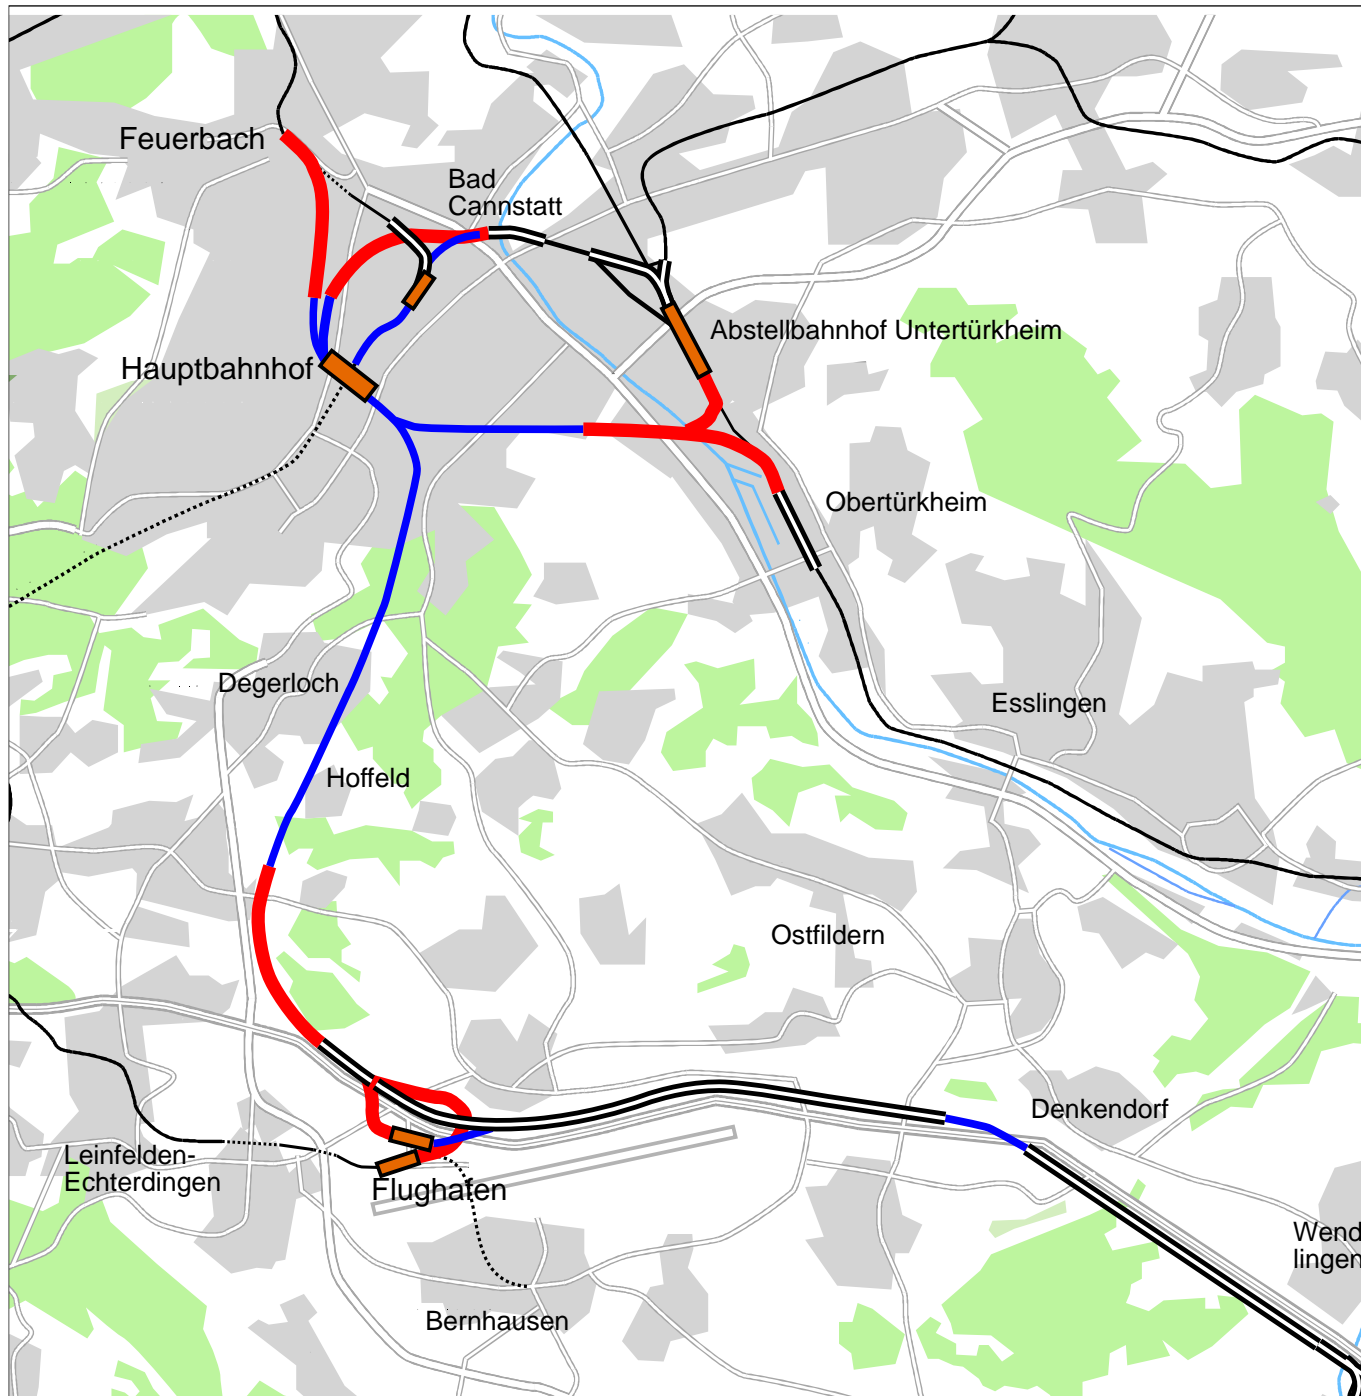 Feuerbach
Bad
Cannstatt
Abstellbahnhof Untertürkheim
Hauptbahnhof
Obertürkheim
Degerloch
Esslingen
Hoffeld
Ostfildern
Denkendorf
Leinfelden-
Echterdingen
Flughafen
Wend
lingen
Bernhausen